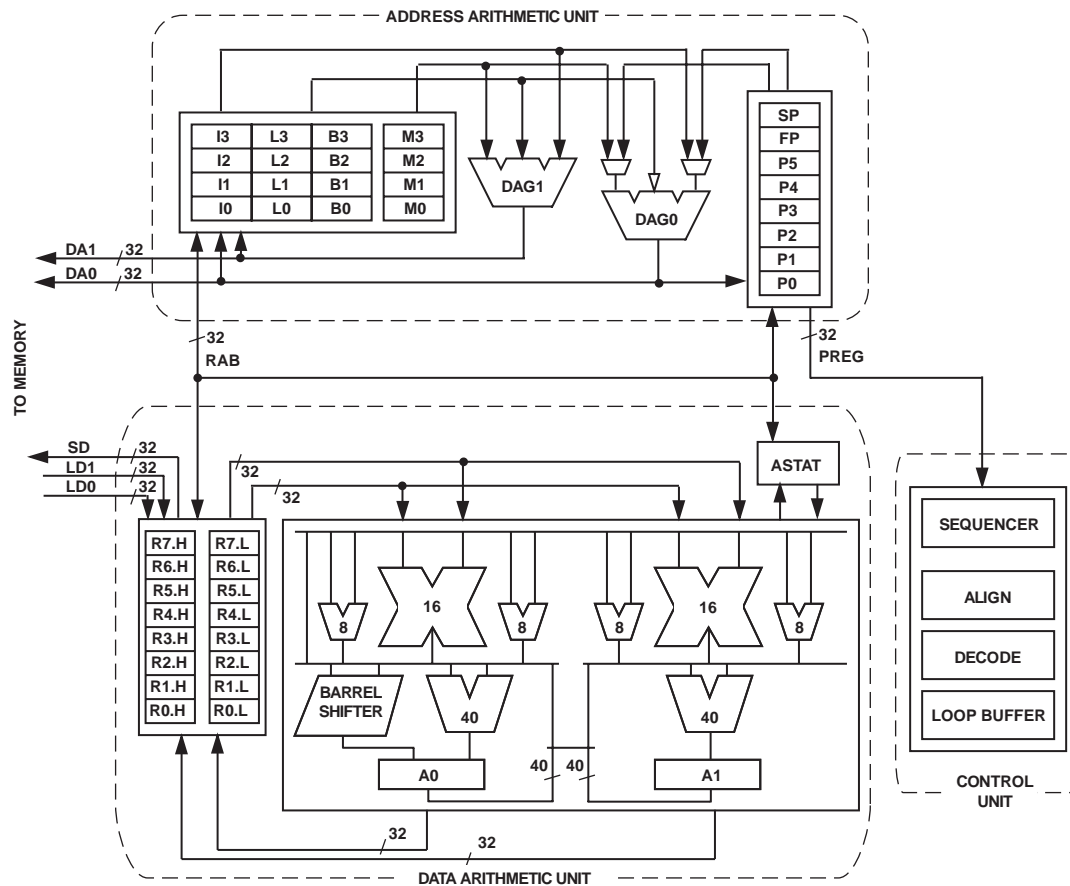 ADDRESS ARITHMETIC UNIT
I3 L3 B3 M3
I2 L2 B2 M2
I1 L1 B1 M1
I0 L0 B0 M0
DAG1
DAG0
SP
FP
P5
P4
P3
P2
P1
P0
DA1 32
DA0 32
32
RAB
32
PREG
TO MEMORY
SD 32
LD1 32
LD0 32
32
32
ASTAT
R7.H R7.L
R6.H R6.L
R5.H R5.L
R4.H R4.L
R3.H R3.L
R2.H R2.L
R1.H R1.L
R0.H R0.L
16
8
8
8
16
8
BARREL
SHIFTER
40
40
A0
40
40
A1
32
32
DATA ARITHMETIC UNIT
SEQUENCER
ALIGN
DECODE
LOOP BUFFER
CONTROL
UNIT